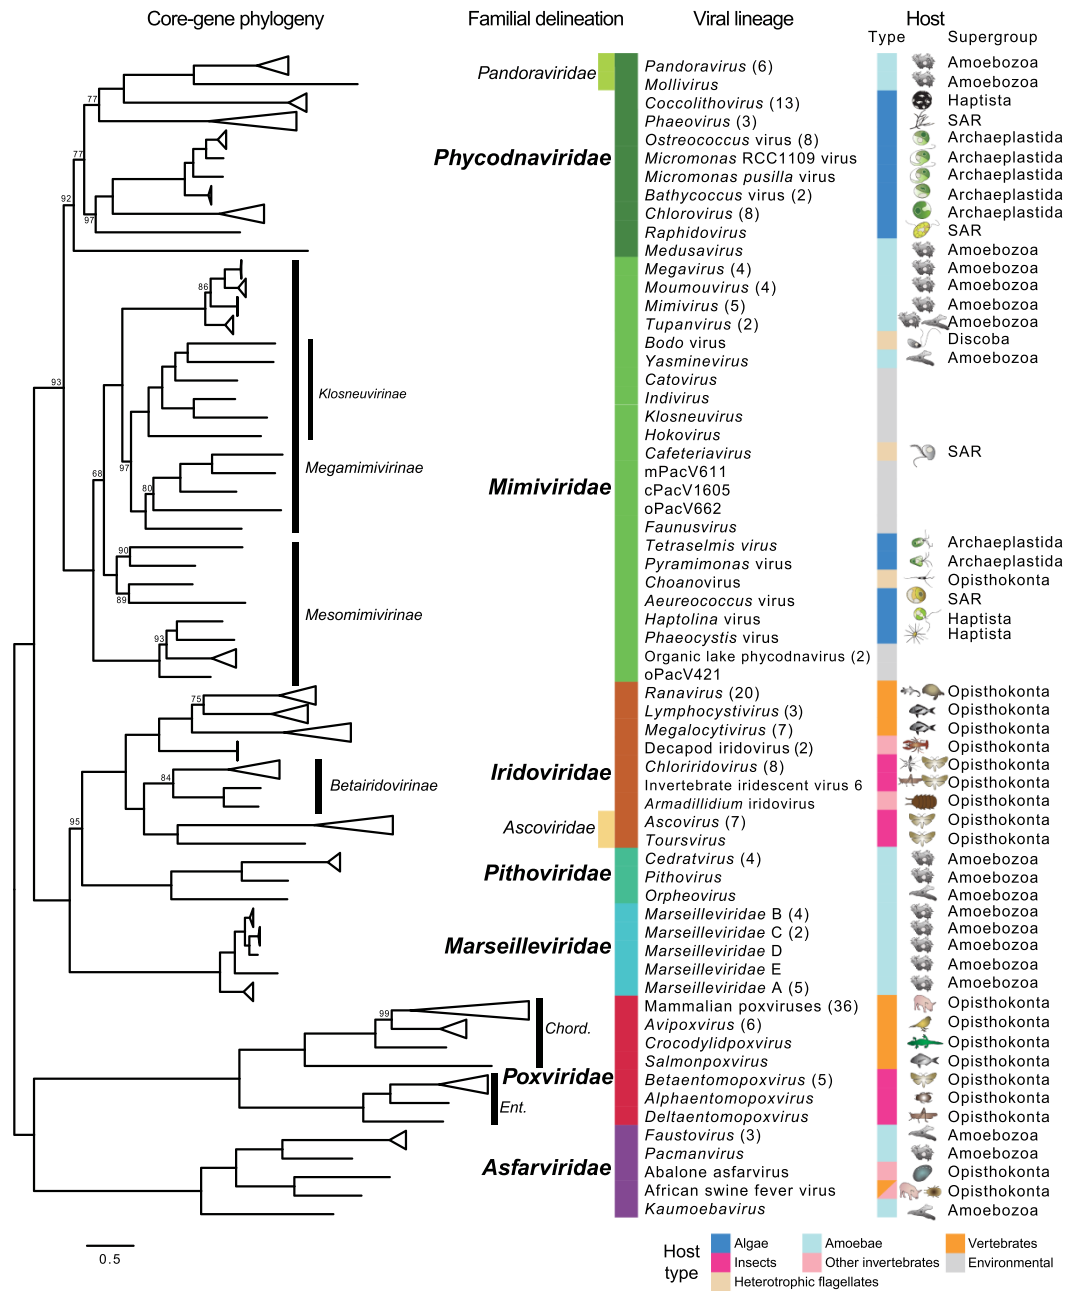 Core-gene phylogeny Familial delineation Viral lineage Host
Type Supergroup
Pandoraviridae Pandoravirus (6) Amoebozoa
Mollivirus Amoebozoa
77 Coccolithovirus (13) Haptista
Phaeovirus (3) SAR
Ostreococcus virus (8) Archaeplastida
77 Phycodnaviridae Micromonas RCC1109 virus Archaeplastida
Micromonas pusilla virus Archaeplastida
92 Bathycoccus virus (2) Archaeplastida
97 Chlorovirus (8) Archaeplastida
Raphidovirus SAR
Medusavirus Amoebozoa
Megavirus (4) Amoebozoa
86 Moumouvirus (4) Amoebozoa
Mimivirus (5) Amoebozoa
Tupanvirus (2) Amoebozoa
Bodo virus Discoba
Yasminevirus Amoebozoa
93 Catovirus
Klosneuvirinae Indivirus
Klosneuvirus
Hokovirus
Cafeteriavirus SAR
68 97 Megamimivirinae mPacV611
80 Mimiviridae cPacV1605
oPacV662
Faunusvirus
90 Tetraselmis virus Archaeplastida
Pyramimonas virus Archaeplastida
Choanovirus Opisthokonta
89 Aeureococcus virus SAR
Mesomimivirinae Haptolina virus Haptista
93 Phaeocystis virus Haptista
Organic lake phycodnavirus (2)
oPacV421
75 Ranavirus (20) Opisthokonta
Lymphocystivirus (3) Opisthokonta
Megalocytivirus (7) Opisthokonta
Decapod iridovirus (2) Opisthokonta
84 Iridoviridae Chloriridovirus (8) Opisthokonta
Betairidovirinae Invertebrate iridescent virus 6 Opisthokonta
Armadillidium iridovirus Opisthokonta
95 Ascoviridae Ascovirus (7) Opisthokonta
Toursvirus Opisthokonta
Cedratvirus (4) Amoebozoa
Pithoviridae Pithovirus Amoebozoa
Orpheovirus Amoebozoa
Marseilleviridae B (4) Amoebozoa
Marseilleviridae Marseilleviridae C (2) Amoebozoa
Marseilleviridae D Amoebozoa
Marseilleviridae E Amoebozoa
Marseilleviridae A (5) Amoebozoa
99 Mammalian poxviruses (36) Opisthokonta
Chord. Avipoxvirus (6) Opisthokonta
Crocodylidpoxvirus Opisthokonta
Salmonpoxvirus Opisthokonta
Poxviridae Betaentomopoxvirus (5) Opisthokonta
Ent. Alphaentomopoxvirus Opisthokonta
Deltaentomopoxvirus Opisthokonta
Faustovirus (3) Amoebozoa
Pacmanvirus Amoebozoa
Asfarviridae Abalone asfarvirus Opisthokonta
African swine fever virus Opisthokonta
Kaumoebavirus Amoebozoa
0.5
Host type
Algae Amoebae Vertebrates
Insects Other invertebrates Environmental
Heterotrophic flagellates